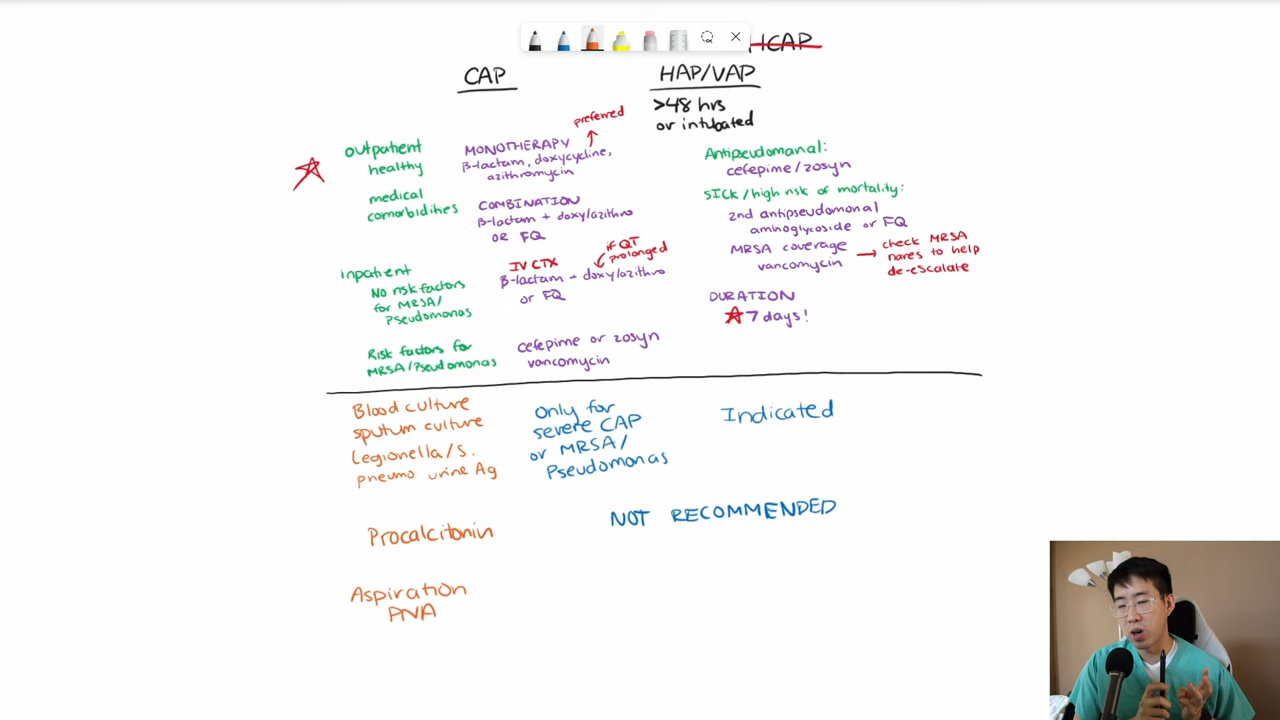 HCAP
CAP
HAP/VAP
>48 hrs
or intubated
preferred
outpatient
healthy
MONOTHERAPY
β-lactam, doxycycline,
azithromycin
medical
comorbidities
COMBINATION
β-lactam + doxy/azithro
OR FQ
if QT
prolonged
inpatient
No risk factors
for MRSA/
Pseudomonas
IV CTX
β-lactam + doxy/azithro
or FQ
Risk factors for
MRSA/Pseudomonas
cefepime or zosyn
vancomycin
Antipseudomonal:
cefepime/zosyn
SICK/high risk of mortality:
2nd antipseudomonal
aminoglycoside or FQ
MRSA coverage
vancomycin
check MRSA
nares to help
de-escalate
DURATION
7 days!
Blood culture
sputum culture
Legionella/S.
pneumo urine Ag
Only for
severe CAP
or MRSA/
Pseudomonas
Indicated
Procalcitonin
NOT RECOMMENDED
Aspiration
PNA